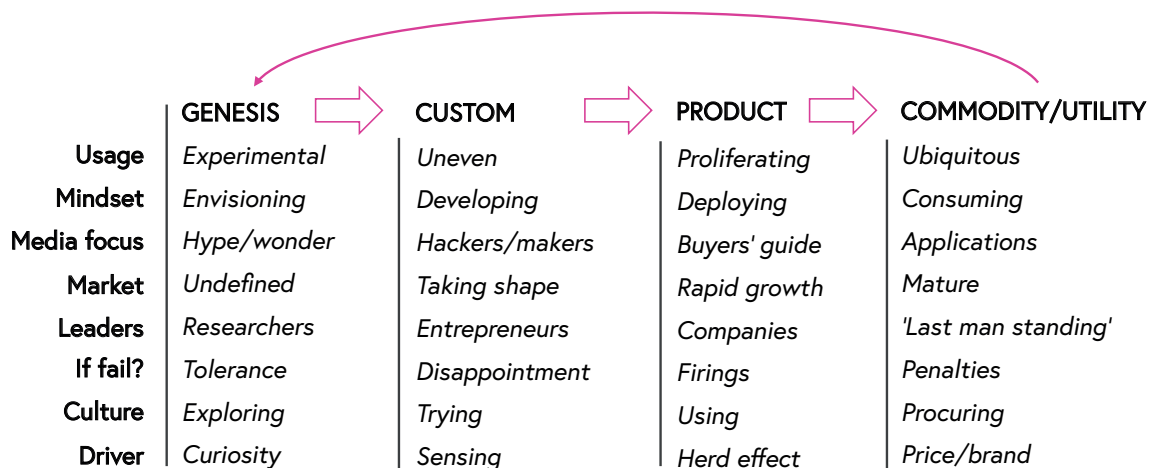 GENESIS CUSTOM PRODUCT COMMODITY/UTILITY
Usage Experimental Uneven Proliferating Ubiquitous
Mindset Envisioning Developing Deploying Consuming
Media focus Hype/wonder Hackers/makers Buyers' guide Applications
Market Undefined Taking shape Rapid growth Mature
Leaders Researchers Entrepreneurs Companies 'Last man standing'
If fail? Tolerance Disappointment Firings Penalties
Culture Exploring Trying Using Procuring
Driver Curiosity Sensing Herd effect Price/brand